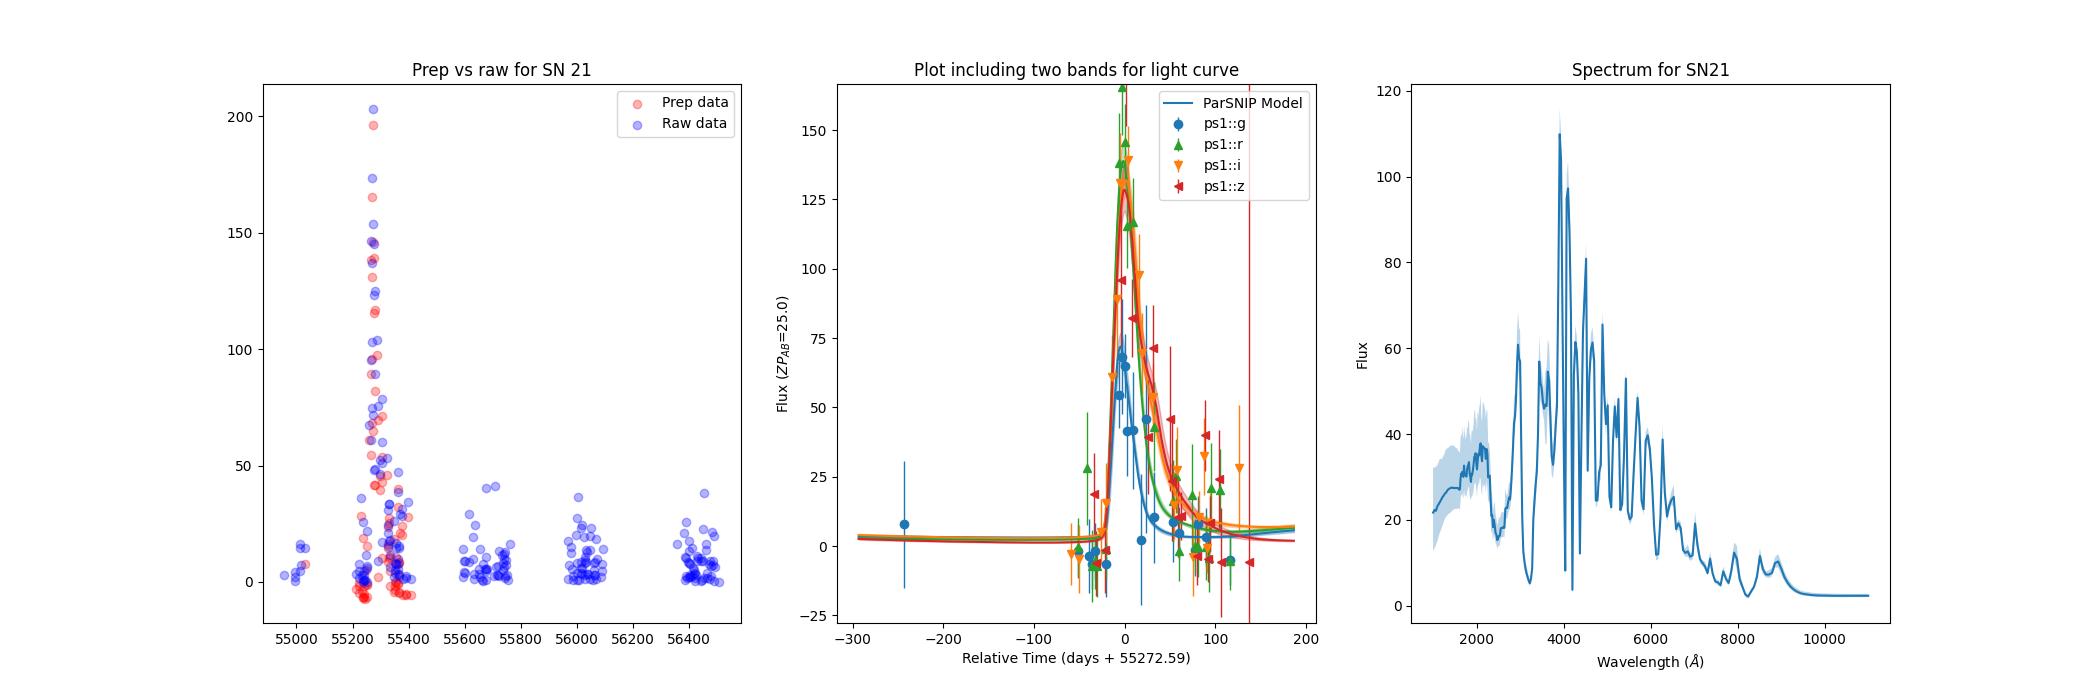 Prep vs raw for SN 21
Prep data
Raw data
200
150
100
50
0
55000 55200 55400 55600 55800 56000 56200 56400
Plot including two bands for light curve
ParSNIP Model
ps1::g
ps1::r
ps1::i
ps1::z
Flux (ZP_AB=25.0)
150
125
100
75
50
25
0
−25
−300 −200 −100 0 100 200
Relative Time (days + 55272.59)
Spectrum for SN21
Flux
120
100
80
60
40
20
0
2000 4000 6000 8000 10000
Wavelength (Å)